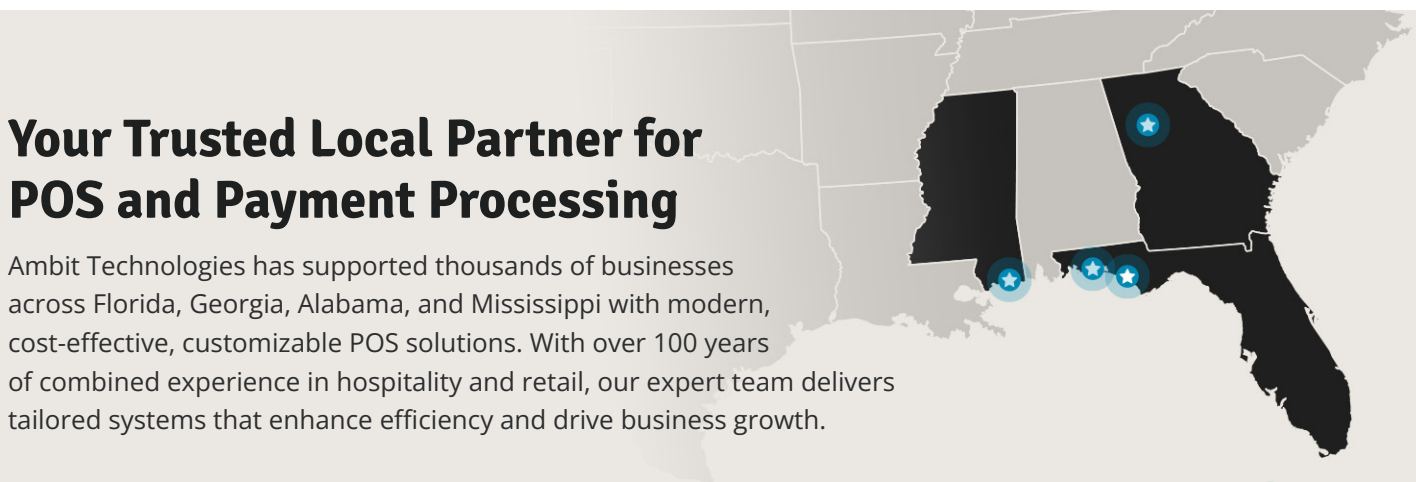 Your Trusted Local Partner for
POS and Payment Processing
Ambit Technologies has supported thousands of businesses
across Florida, Georgia, Alabama, and Mississippi with modern,
cost-effective, customizable POS solutions. With over 100 years
of combined experience in hospitality and retail, our expert team delivers
tailored systems that enhance efficiency and drive business growth.